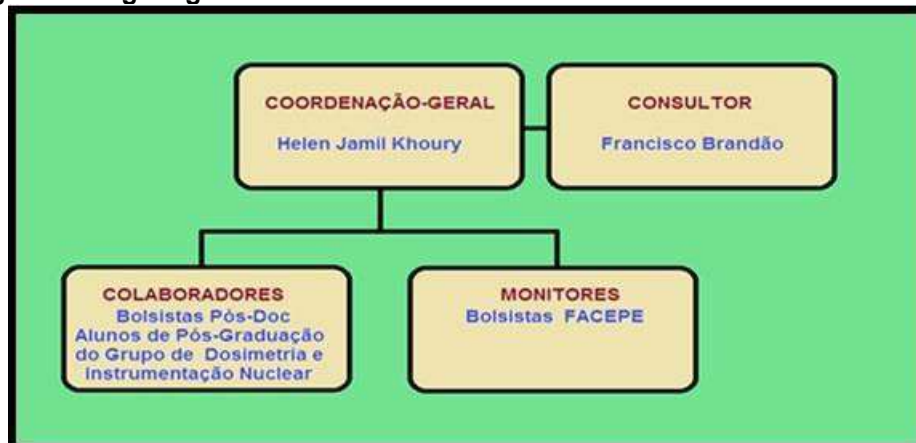 COORDENAÇÃO-GERAL
Helen Jamil Khoury
CONSULTOR
Francisco Brandão
COLABORADORES
Bolsistas Pós-Doc
Alunos de Pós-Graduação
do Grupo de Dosimetria e
Instrumentação Nuclear
MONITORES
Bolsistas FACEPE